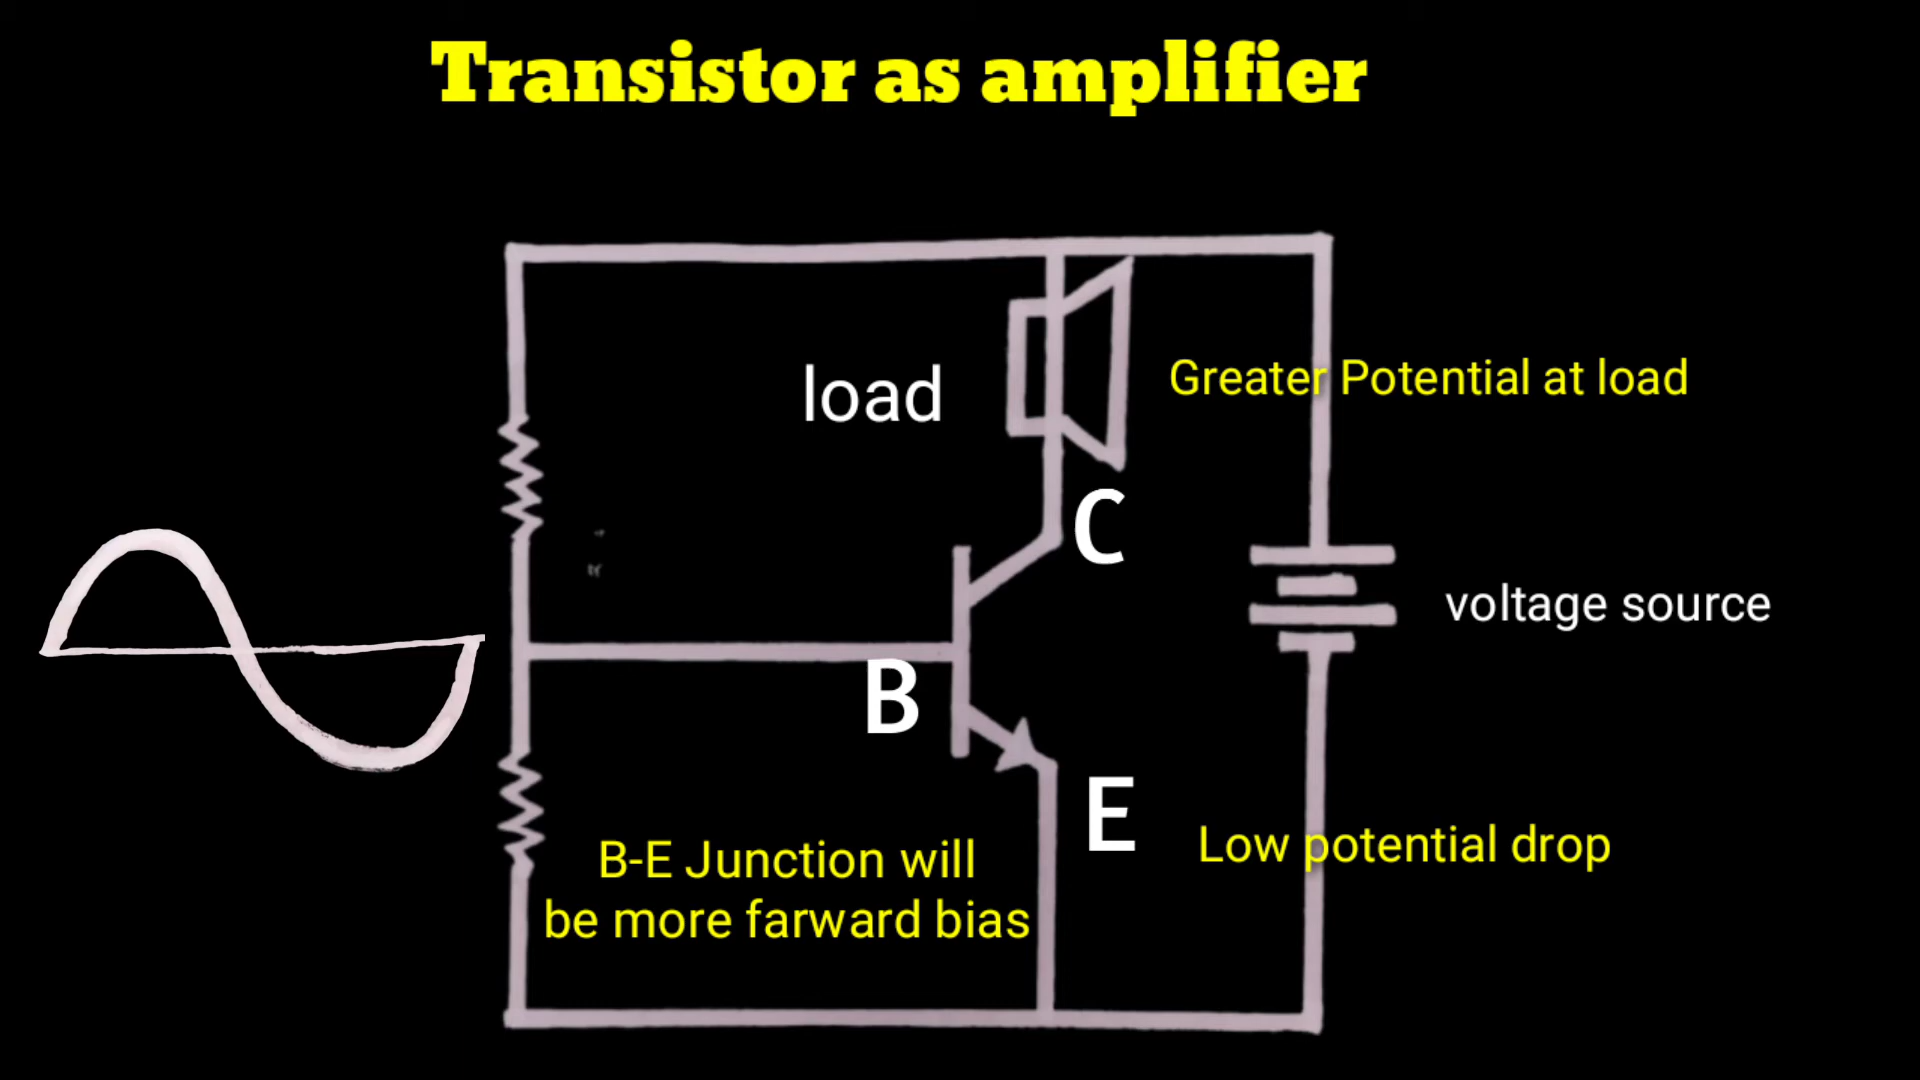 Transistor as amplifier
load
Greater Potential at load
C
voltage source
B
E
Low potential drop
B-E Junction will
be more farward bias